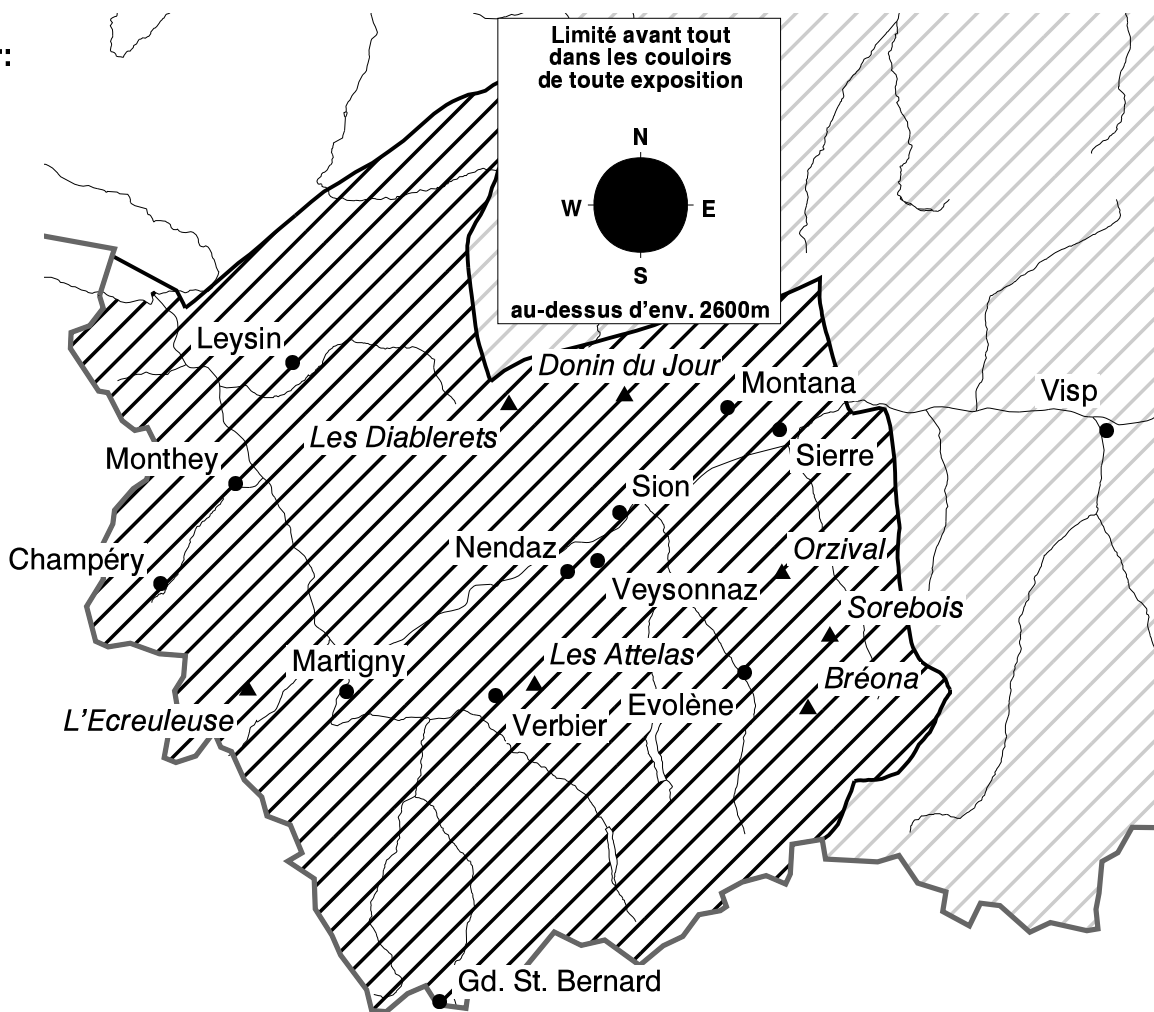 r:
Limité avant tout
dans les couloirs
de toute exposition
N
W
E
S
au-dessus d'env. 2600m
Leysin
Donin du Jour
Montana
Visp
Les Diablerets
Monthey
Sierre
Sion
Champéry
Nendaz
Orzival
Veysonnaz
Sorebois
Martigny
Les Attelas
Bréona
L'Ecreuleuse
Verbier
Evolène
Gd. St. Bernard